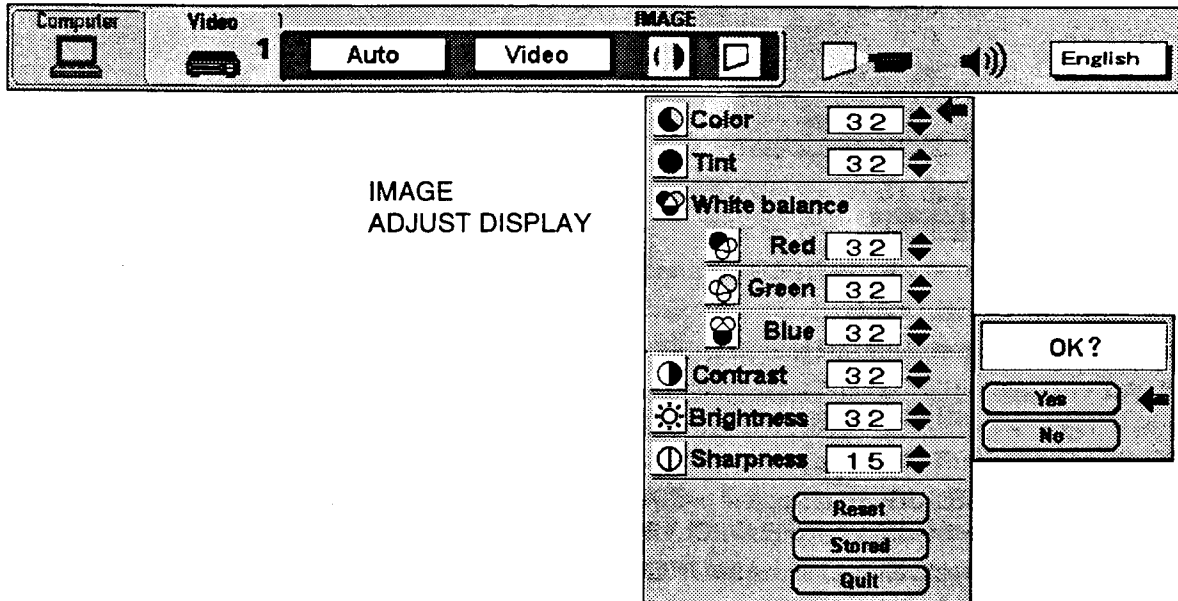 Computer
Video
1
IMAGE
Auto
Video
English
IMAGE
ADJUST DISPLAY
Color 32
Tint 32
White balance
Red 32
Green 32
Blue 32
Contrast 32
Brightness 32
Sharpness 15
Reset
Stored
Quit
OK?
Yes
No